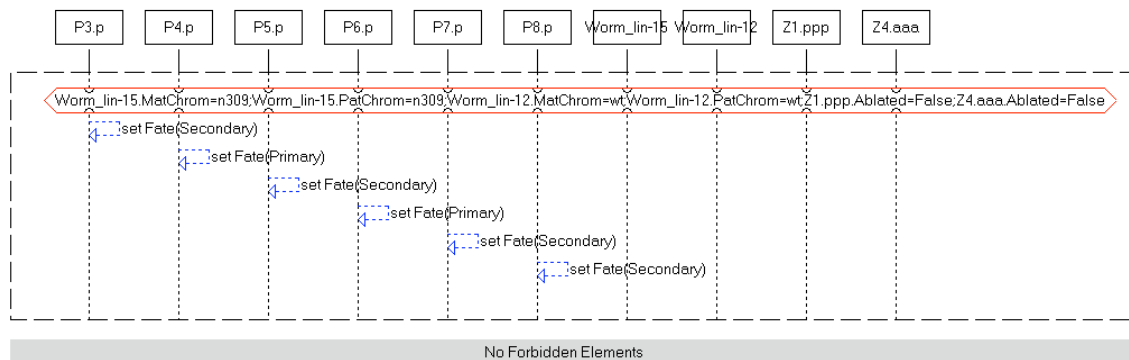 P3.p P4.p P5.p P6.p P7.p P8.p Worm_lin-15 Worm_lin-12 Z1.ppp Z4.aaa
Worm_lin-15.MatChrom=n309;Worm_lin-15.PatChrom=n309;Worm_lin-12.MatChrom=wt;Worm_lin-12.PatChrom=wt;Z1.ppp.Ablated=False;Z4.aaa.Ablated=False
set Fate(Secondary)
set Fate(Primary)
set Fate(Secondary)
set Fate(Primary)
set Fate(Secondary)
set Fate(Secondary)
No Forbidden Elements